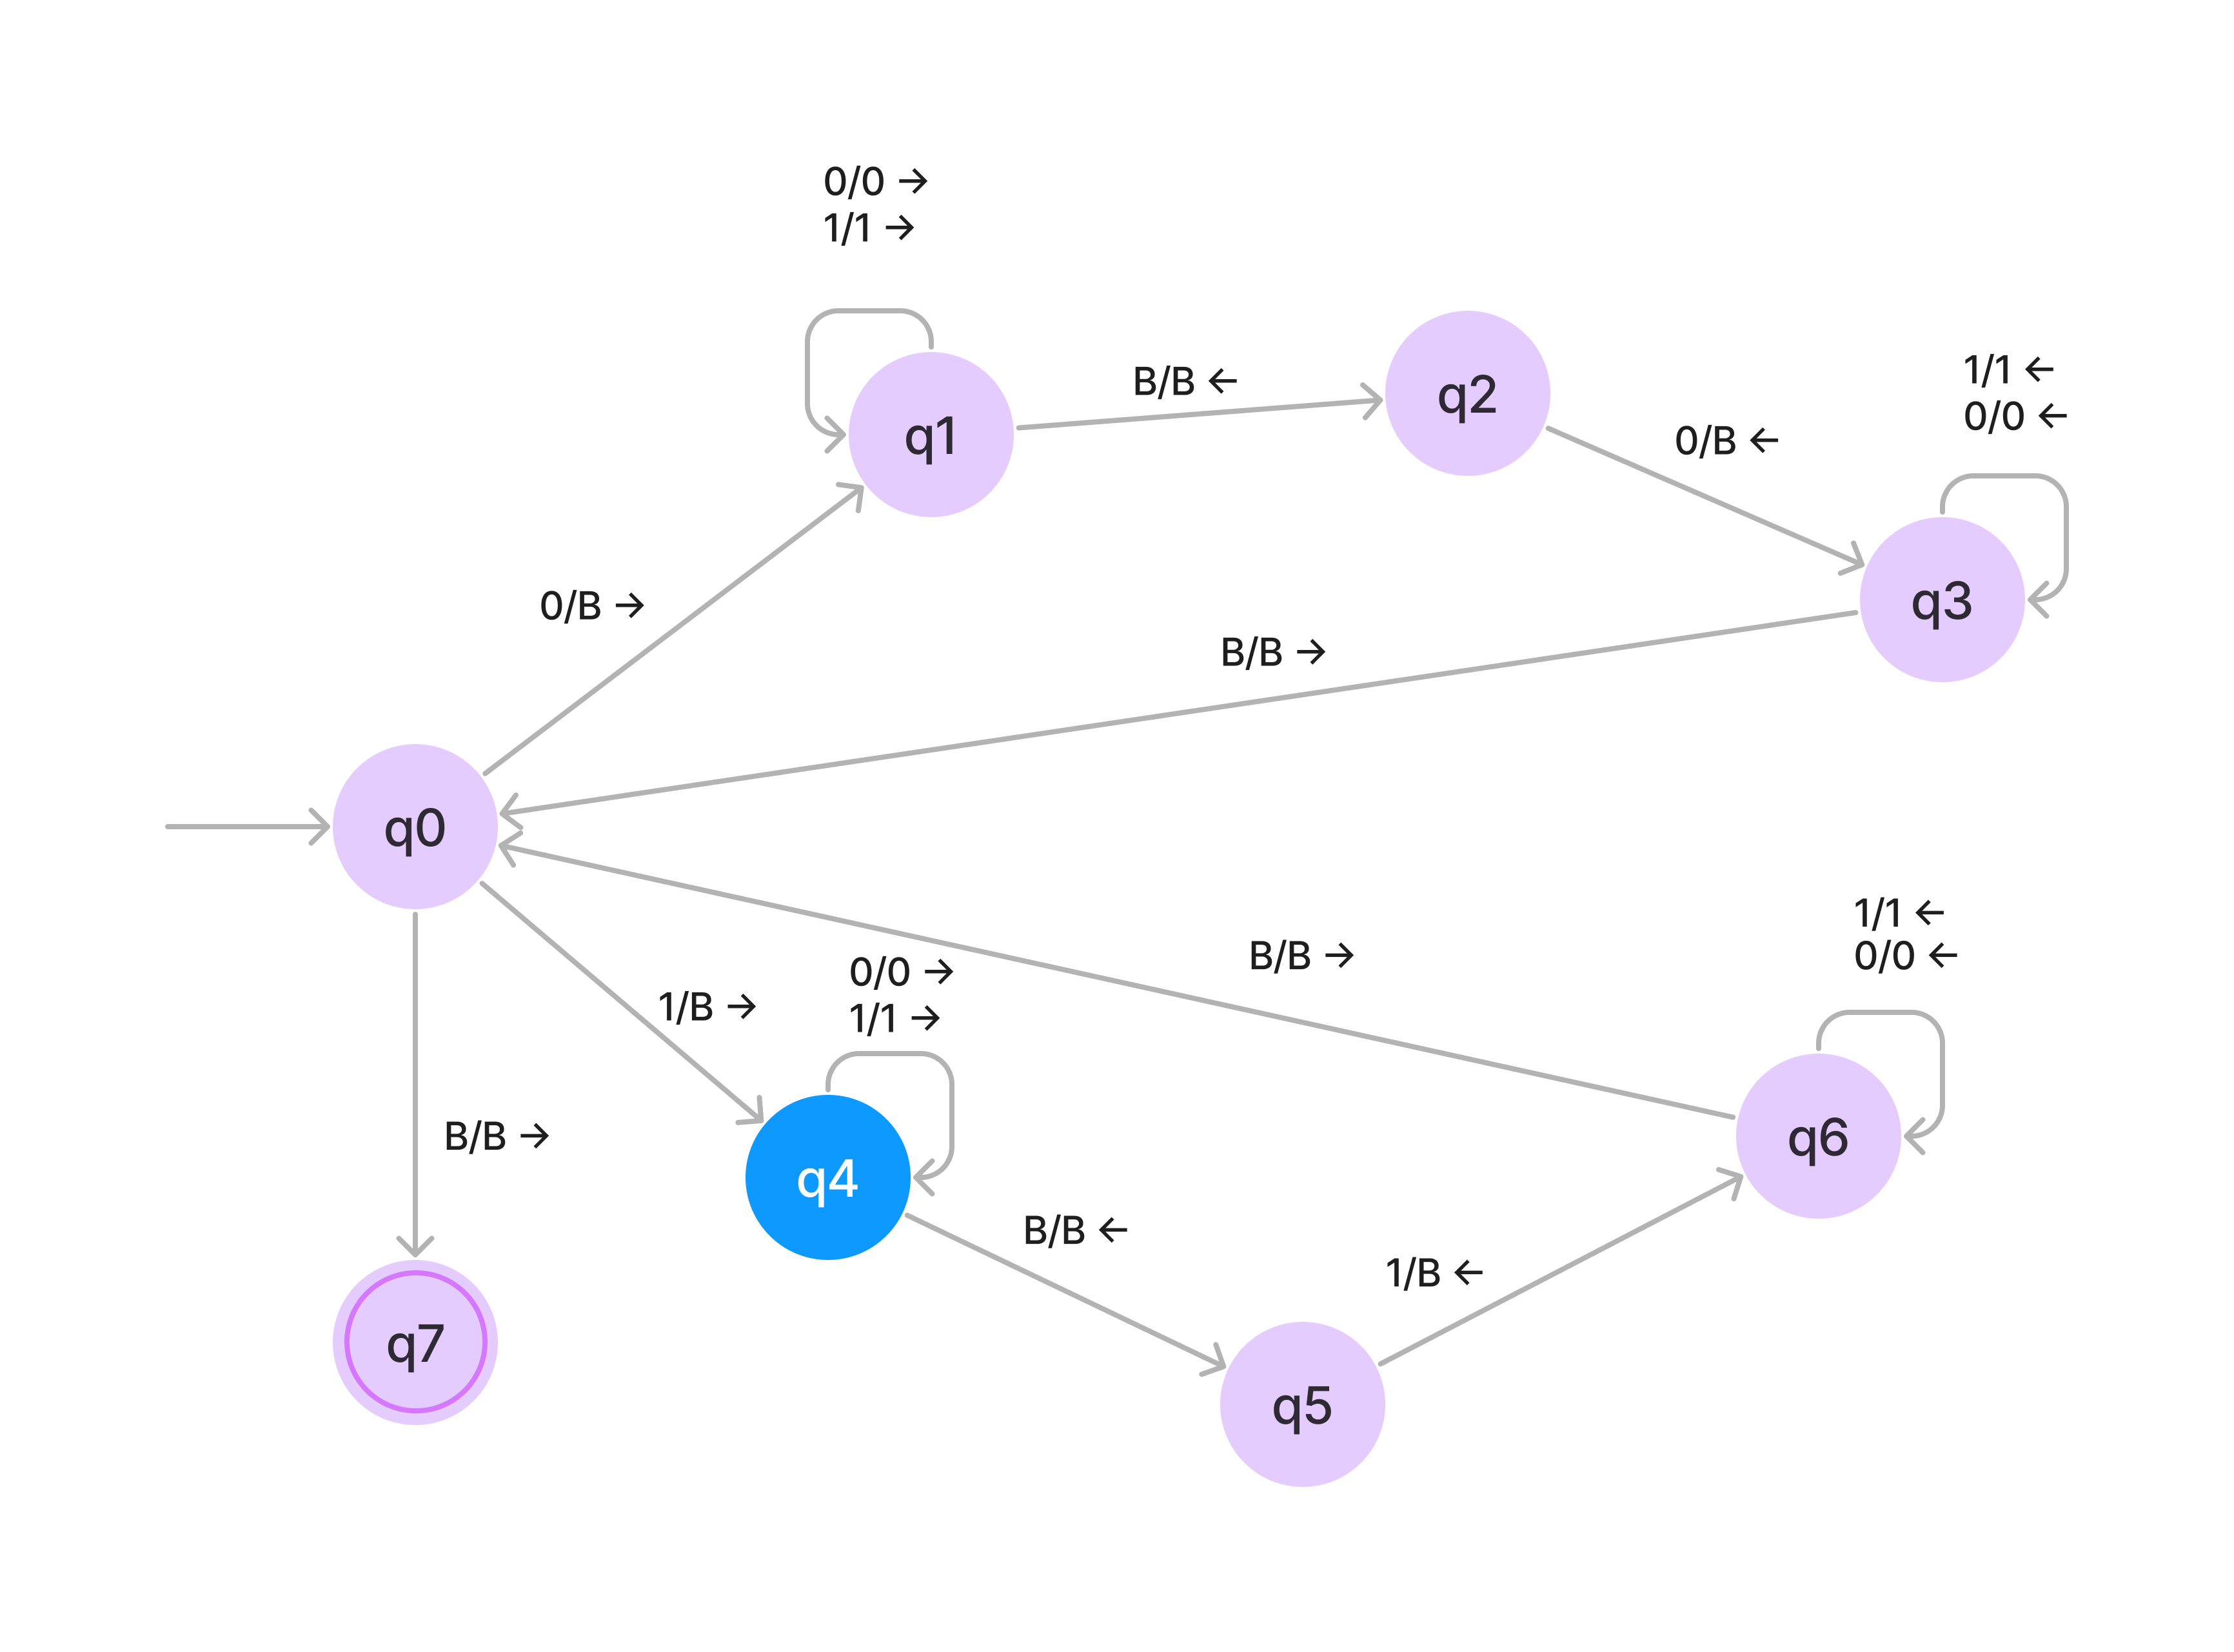 0/0 →
1/1 →
B/B ←
q2
1/1 ←
0/0 ←
q1
0/B ←
0/B →
q3
B/B →
q0
1/1 ←
0/0 ←
B/B →
0/0 →
1/1 →
1/B →
B/B →
q6
q4
B/B ←
1/B ←
q7
q5